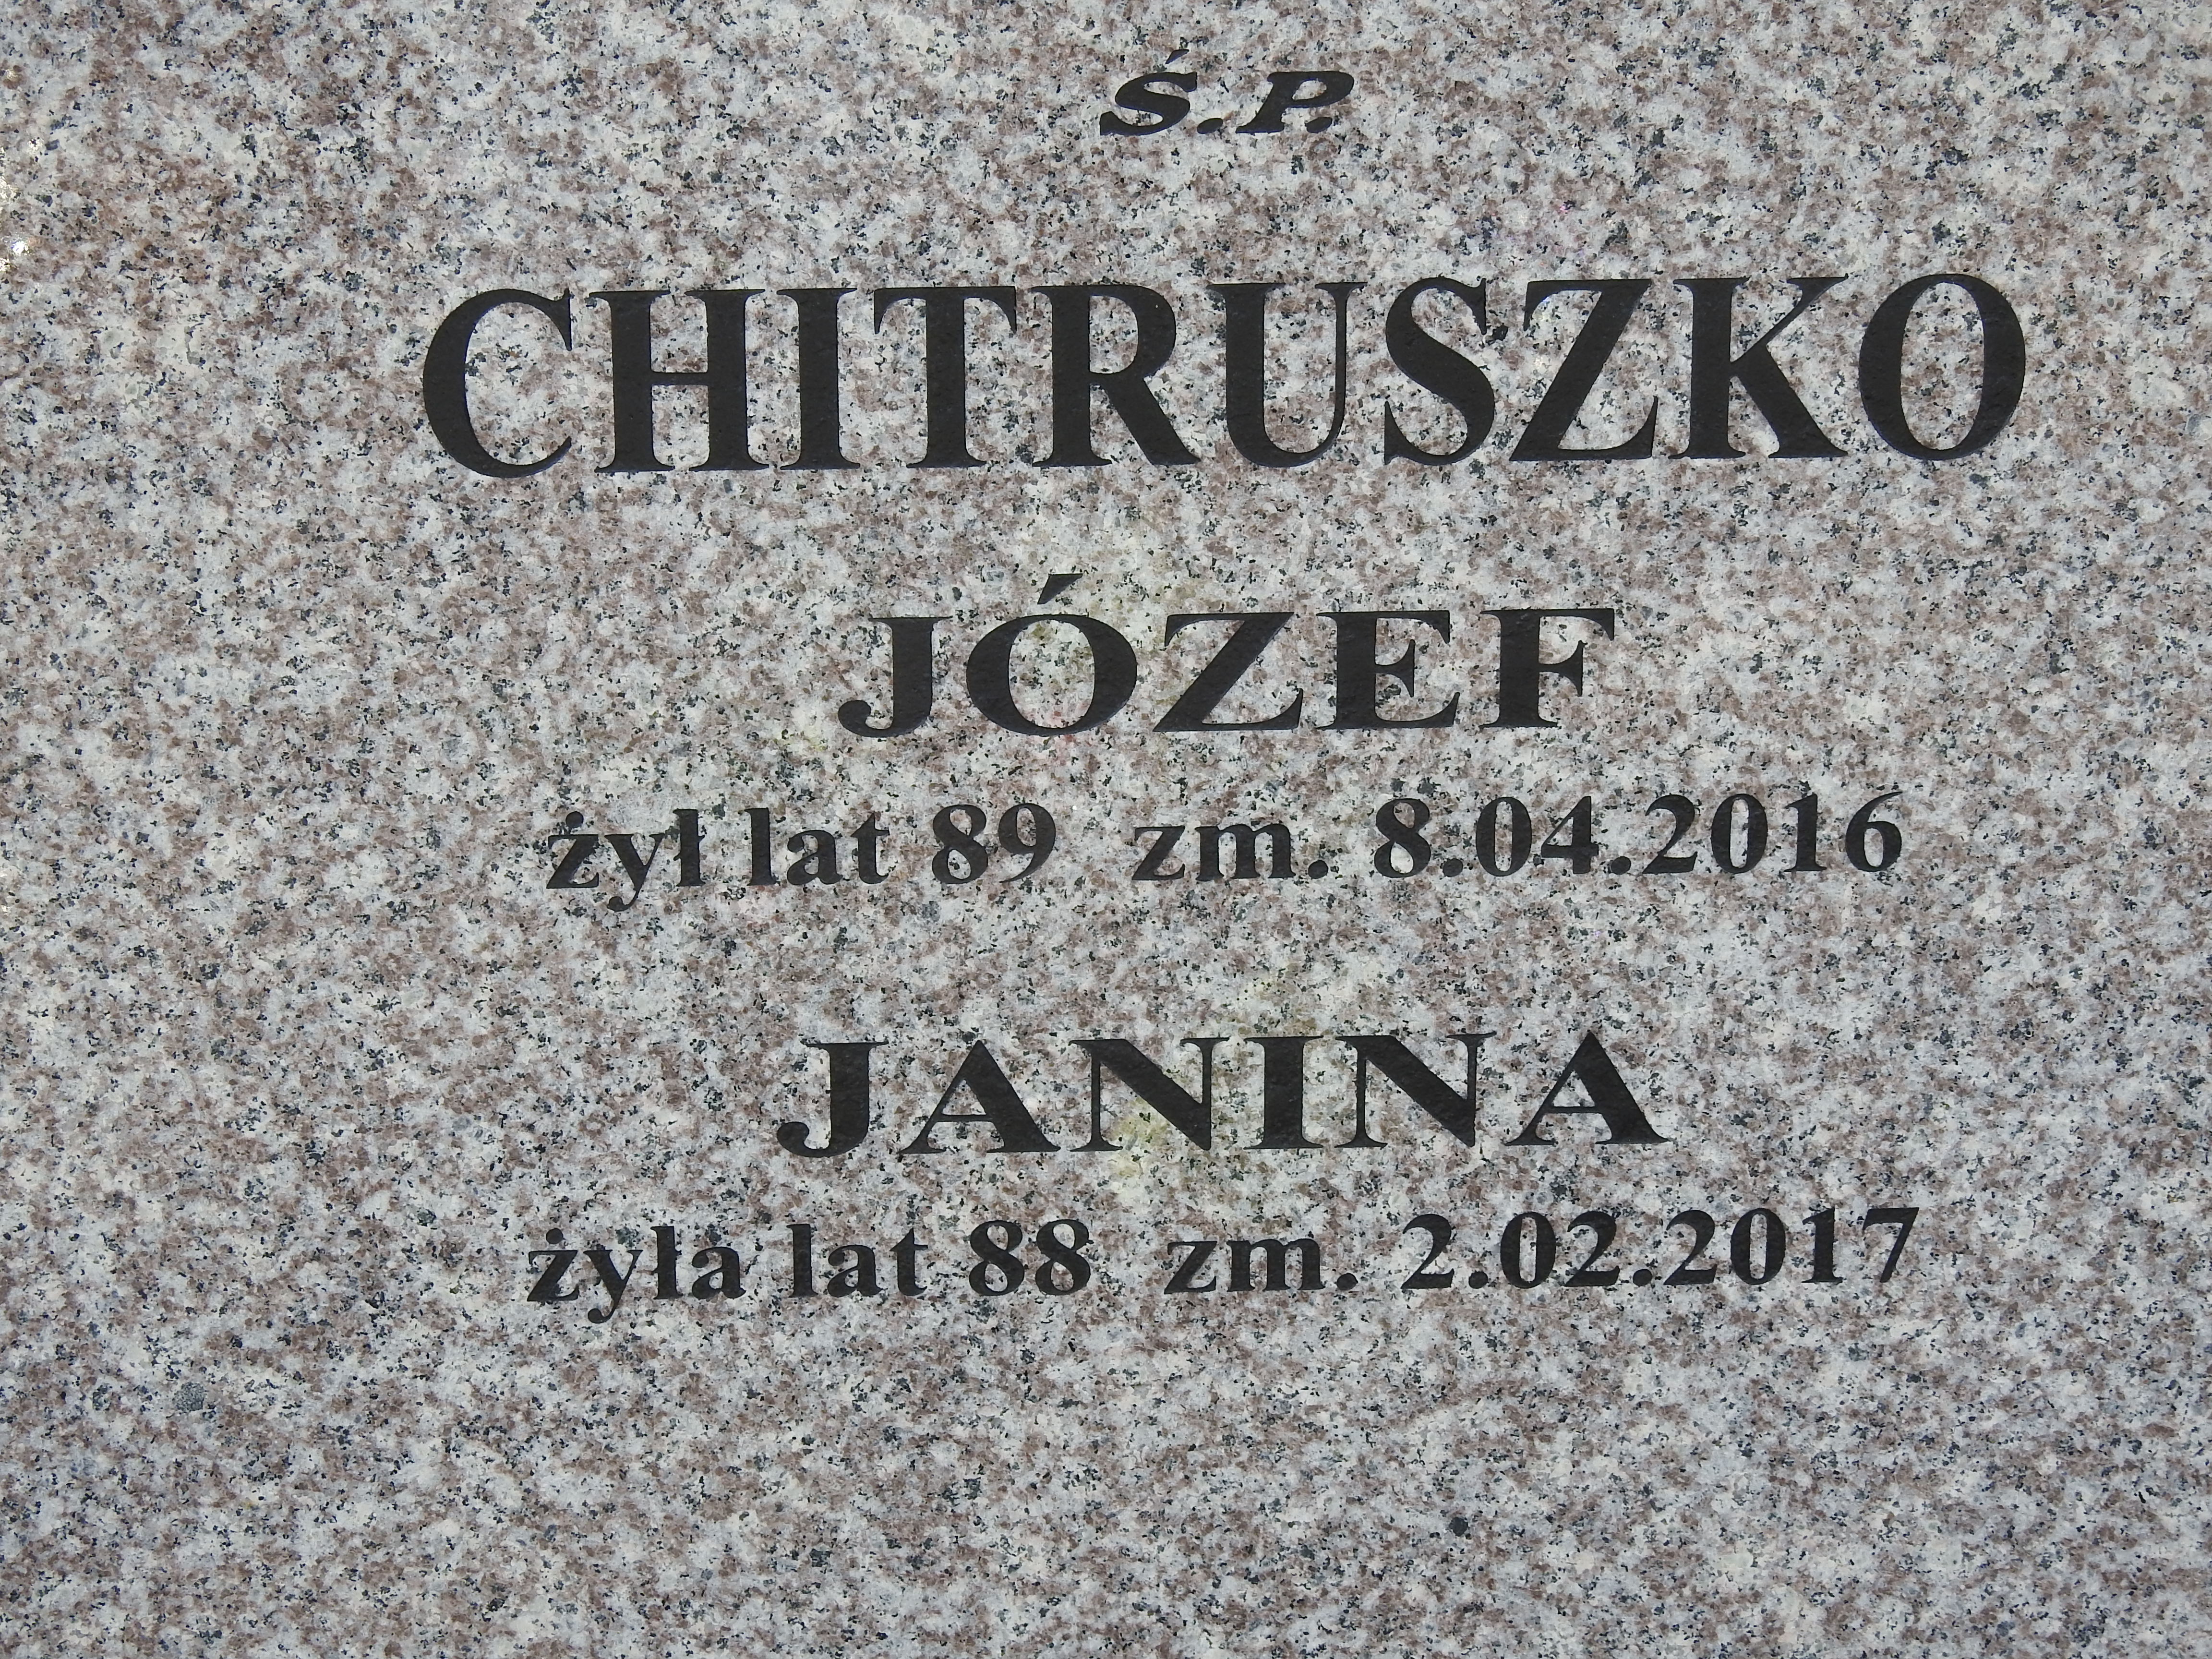 Ś.P.
CHITRUSZKO
JÓZEF
żył lat 89 zm. 8.04.2016
JANINA
żyła lat 88 zm. 2.02.2017